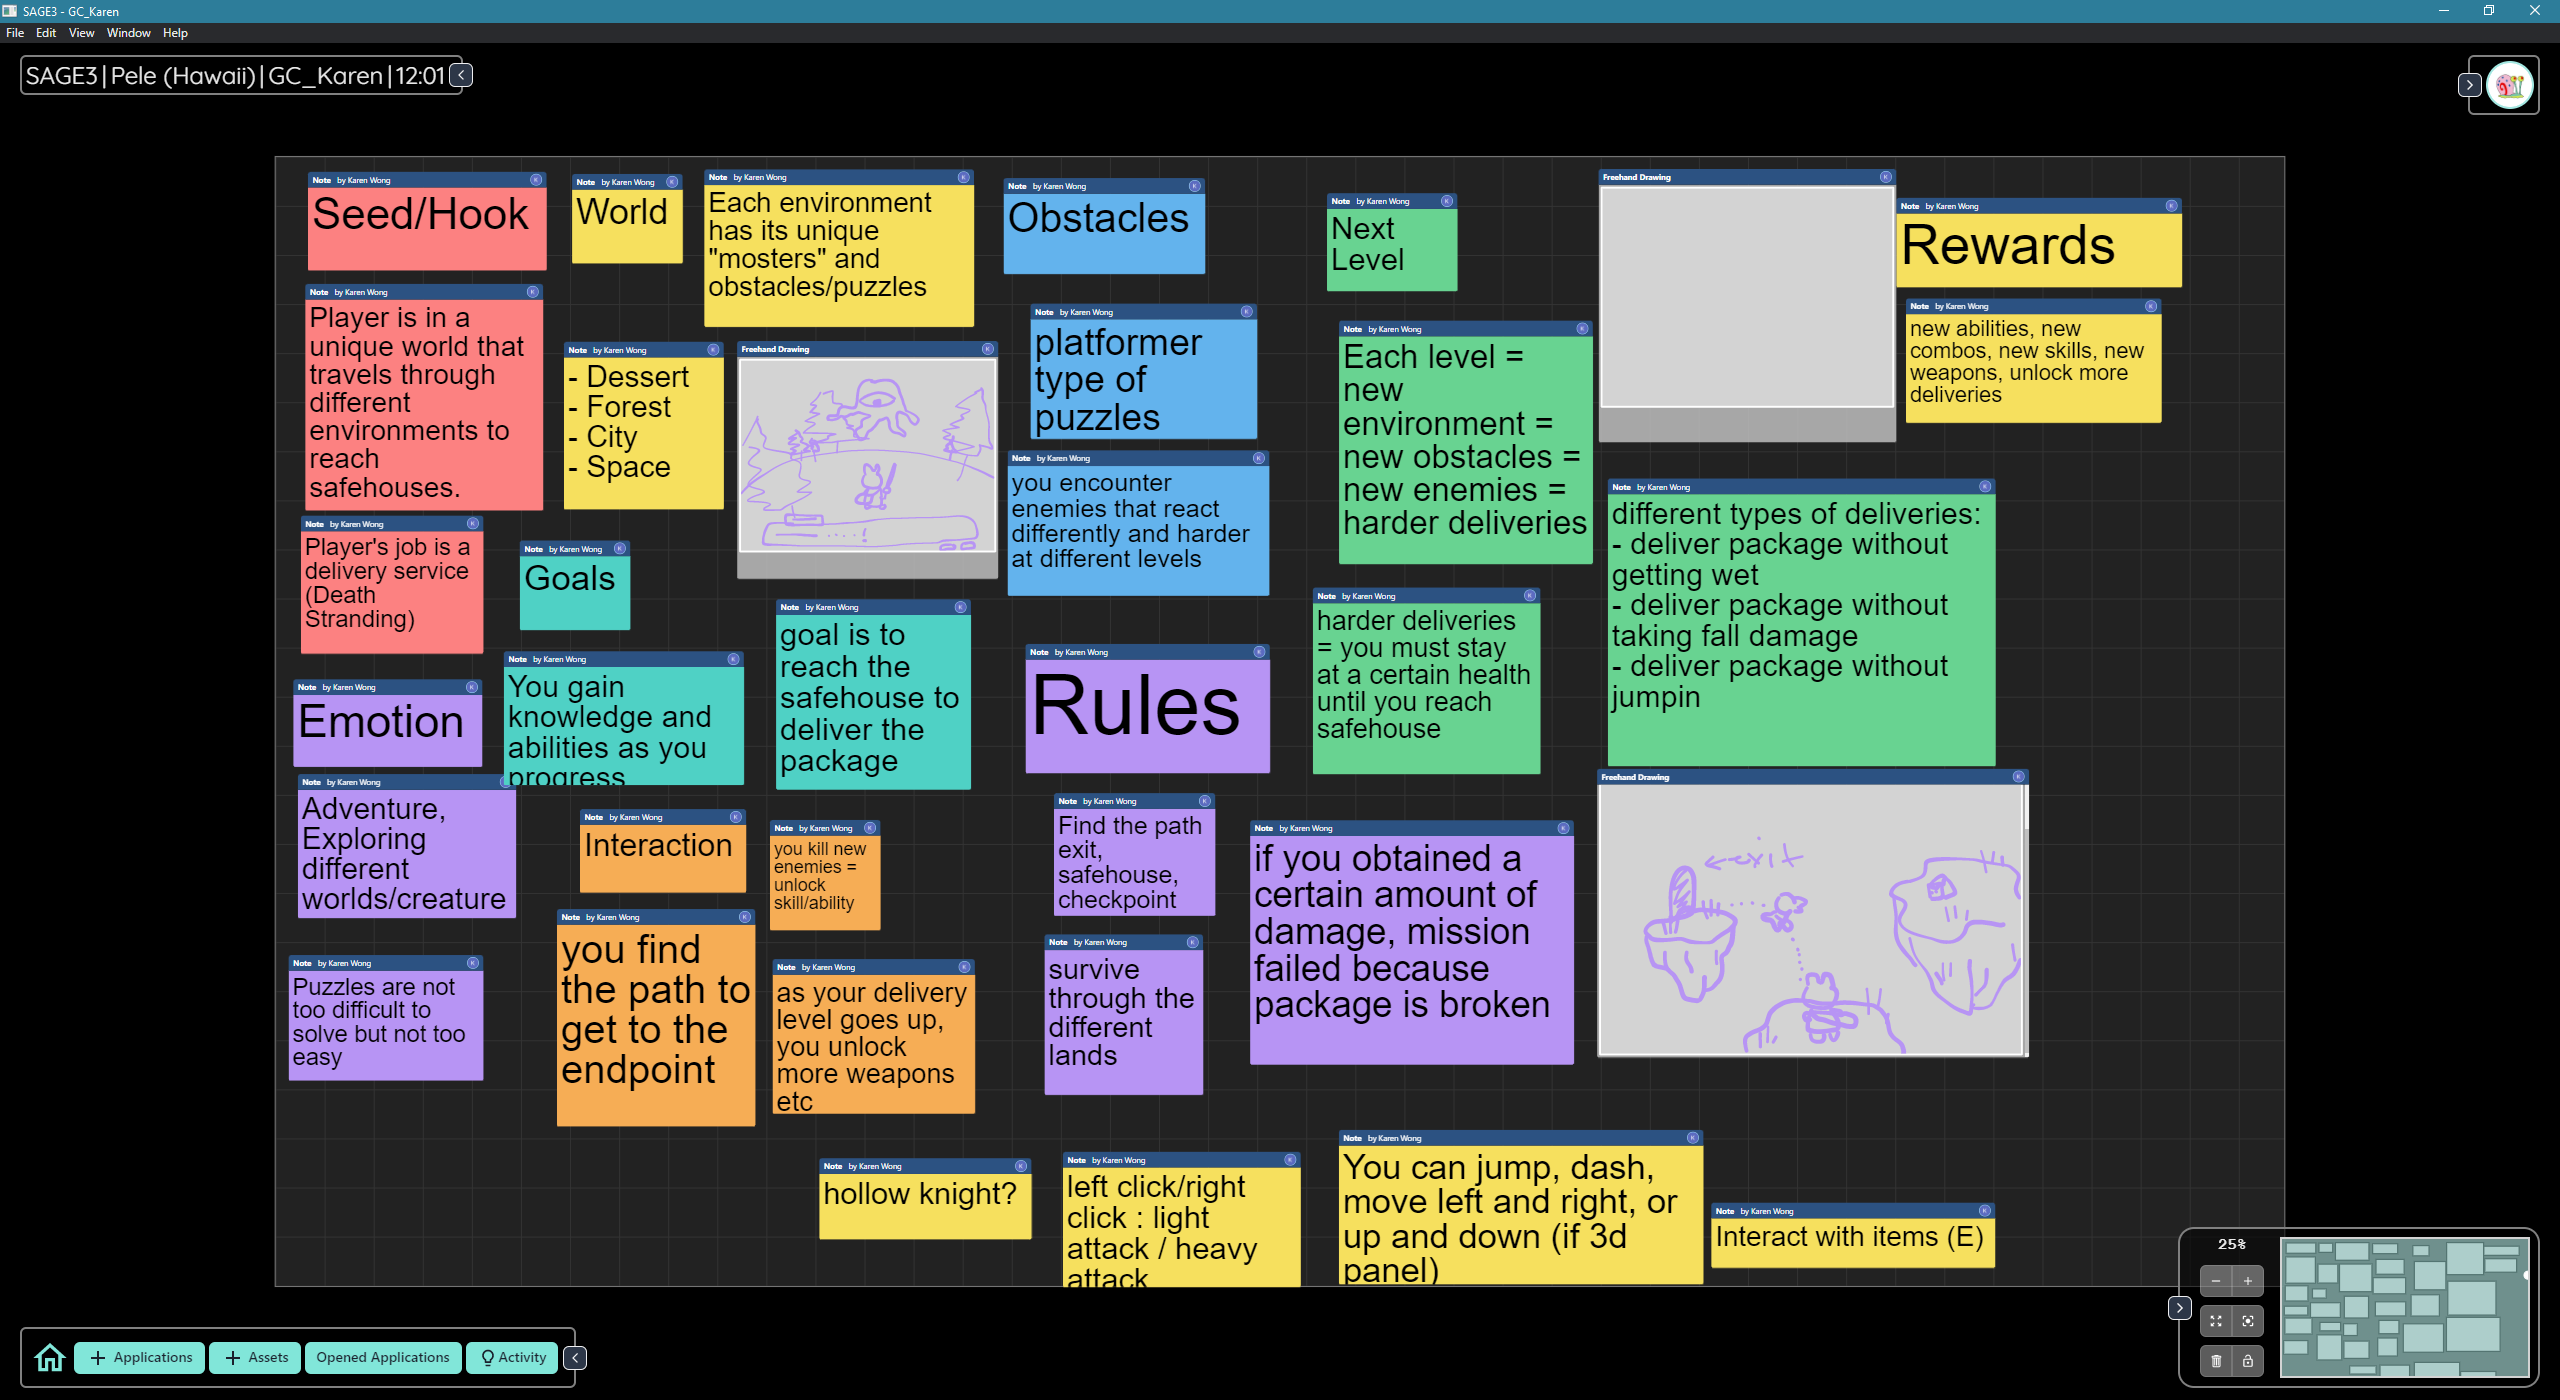 SAGE3 - GC_Karen
File Edit View Window Help
SAGE3|Pele (Hawaii)|GC_Karen|12:01
Note by Karen Wong
Seed/Hook
Note by Karen Wong
Player is in a
unique world that
travels through
different
environments to
reach
safehouses.
Note by Karen Wong
Player's job is a
delivery service
(Death
Stranding)
Note by Karen Wong
Emotion
Note by Karen Wong
Adventure,
Exploring
different
worlds/creature
Note by Karen Wong
Puzzles are not
too difficult to
solve but not too
easy
Note by Karen Wong
World
Note by Karen Wong
Each environment
has its unique
"mosters" and
obstacles/puzzles
Note by Karen Wong
- Dessert
- Forest
- City
- Space
Freehand Drawing
Note by Karen Wong
Goals
Note by Karen Wong
You gain
knowledge and
abilities as you
progress
Note by Karen Wong
goal is to
reach the
safehouse to
deliver the
package
Note by Karen Wong
Interaction
Note by Karen Wong
you kill new
enemies =
unlock
skill/ability
Note by Karen Wong
you find
the path to
get to the
endpoint
Note by Karen Wong
as your delivery
level goes up,
you unlock
more weapons
etc
Note by Karen Wong
Obstacles
Note by Karen Wong
platformer
type of
puzzles
Note by Karen Wong
you encounter
enemies that react
differently and harder
at different levels
Note by Karen Wong
Rules
Note by Karen Wong
Find the path
exit,
safehouse,
checkpoint
Note by Karen Wong
survive
through the
different
lands
Note by Karen Wong
if you obtained a
certain amount of
damage, mission
failed because
package is broken
Note by Karen Wong
Next
Level
Note by Karen Wong
Each level =
new
environment =
new obstacles =
new enemies =
harder deliveries
Note by Karen Wong
harder deliveries
= you must stay
at a certain health
until you reach
safehouse
Freehand Drawing
Note by Karen Wong
Rewards
Note by Karen Wong
new abilities, new
combos, new skills, new
weapons, unlock more
deliveries
Note by Karen Wong
different types of deliveries:
- deliver package without
getting wet
- deliver package without
taking fall damage
- deliver package without
jumpin
Freehand Drawing
exit
Note by Karen Wong
hollow knight?
Note by Karen Wong
left click/right
click : light
attack / heavy
attack
Note by Karen Wong
You can jump, dash,
move left and right, or
up and down (if 3d
panel)
Note by Karen Wong
Interact with items (E)
25%
Applications
Assets
Opened Applications
Activity